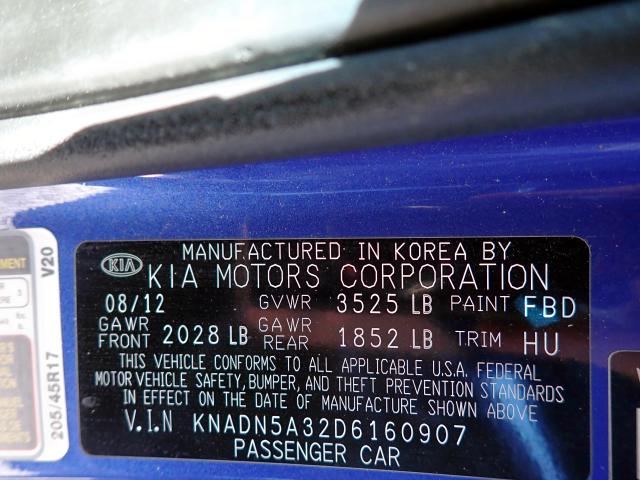 MANUFACTURED IN KOREA BY
KIA KIA MOTORS CORPORATION
08/12 GVWR 3525 LB PAINT FBD
GAWR FRONT 2028 LB GAWR REAR 1852 LB TRIM HU
THIS VEHICLE CONFORMS TO ALL APPLICABLE U.S.A. FEDERAL
MOTOR VEHICLE SAFETY, BUMPER, AND THEFT PREVENTION STANDARDS
IN EFFECT ON THE DATE OF MANUFACTURE SHOWN ABOVE
V.I.N KNADN5A32D6160907
PASSENGER CAR
205/45R17
V20